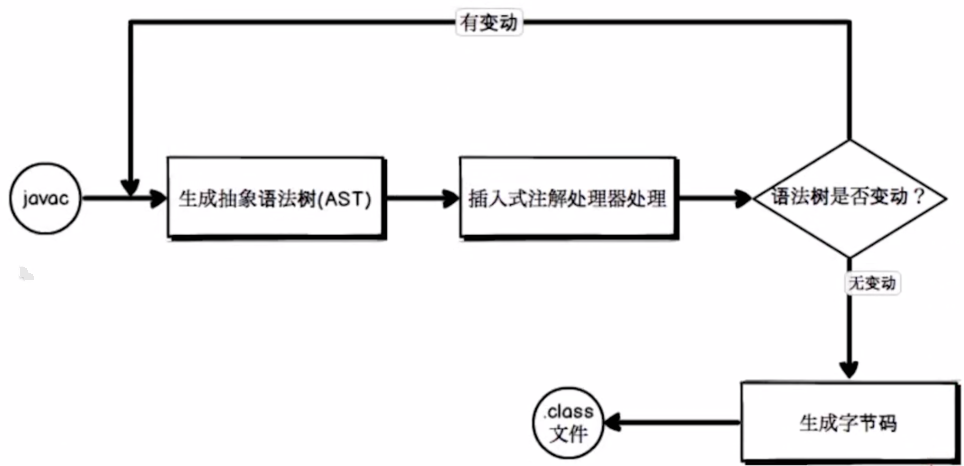 有变动
javac
生成抽象语法树(AST)
插入式注解处理器处理
语法树是否变动？
无变动
生成字节码
.class
文件